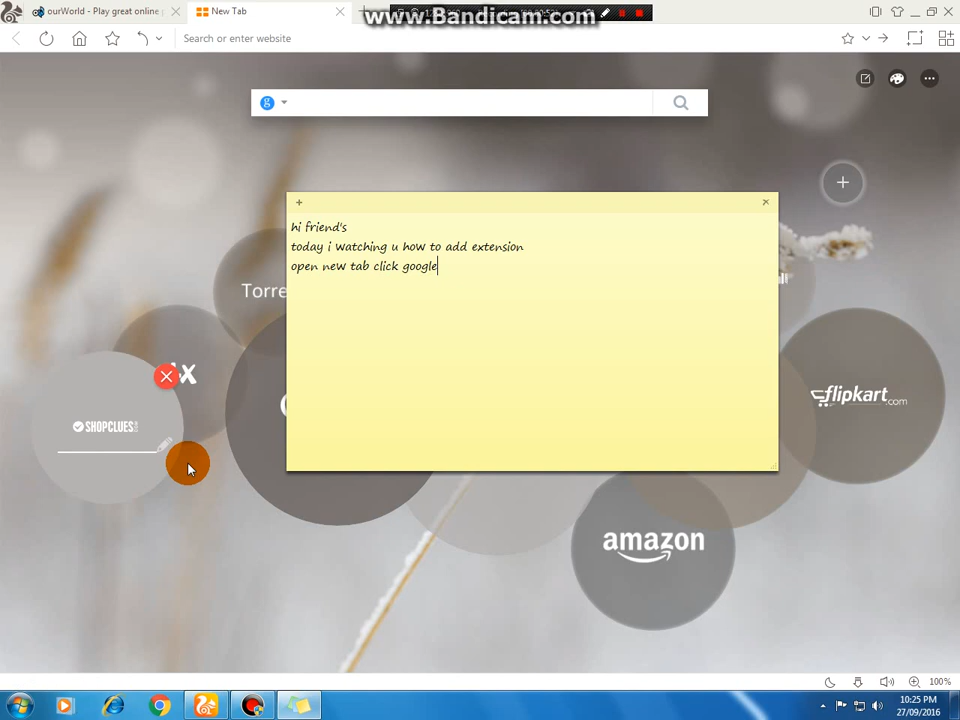 ourWorld - Play great online
New Tab
www.Bandicam.com
Search or enter website
g
hi friend's
today i watching u how to add extension
open new tab click google
Torre
SHOPCLUES
flipkart.com
amazon
100%
10:25 PM
27/09/2016